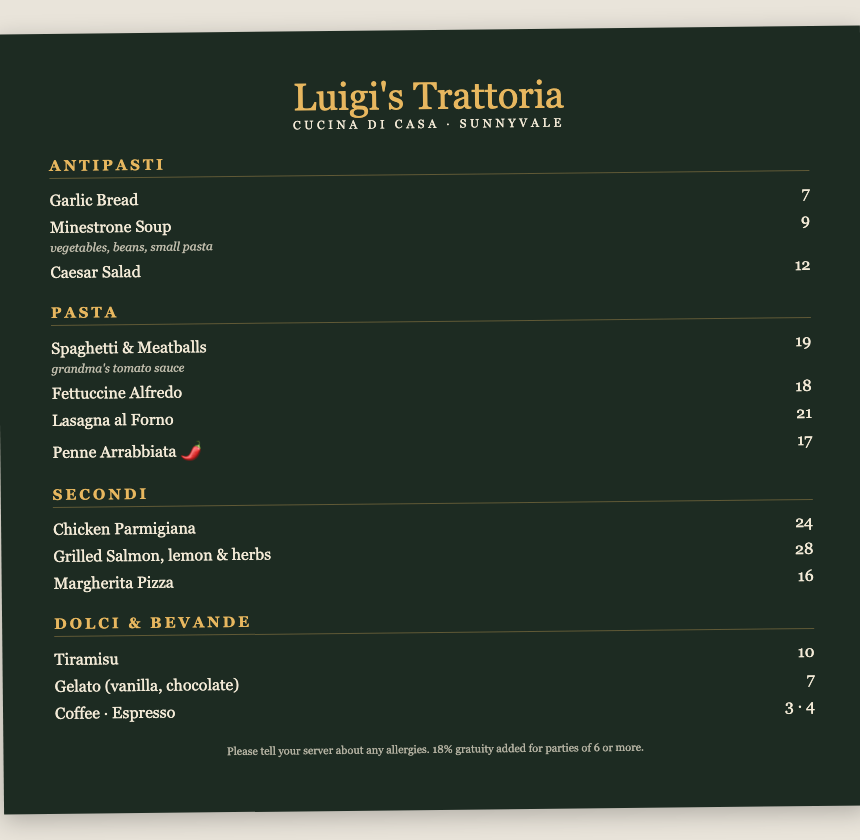 Luigi's Trattoria
CUCINA DI CASA · SUNNYVALE
ANTIPASTI
Garlic Bread 7
Minestrone Soup 9
vegetables, beans, small pasta
Caesar Salad 12
PASTA
Spaghetti & Meatballs 19
grandma's tomato sauce
Fettuccine Alfredo 18
Lasagna al Forno 21
Penne Arrabbiata 🌶️ 17
SECONDI
Chicken Parmigiana 24
Grilled Salmon, lemon & herbs 28
Margherita Pizza 16
DOLCI & BEVANDE
Tiramisu 10
Gelato (vanilla, chocolate) 7
Coffee · Espresso 3 · 4
Please tell your server about any allergies. 18% gratuity added for parties of 6 or more.